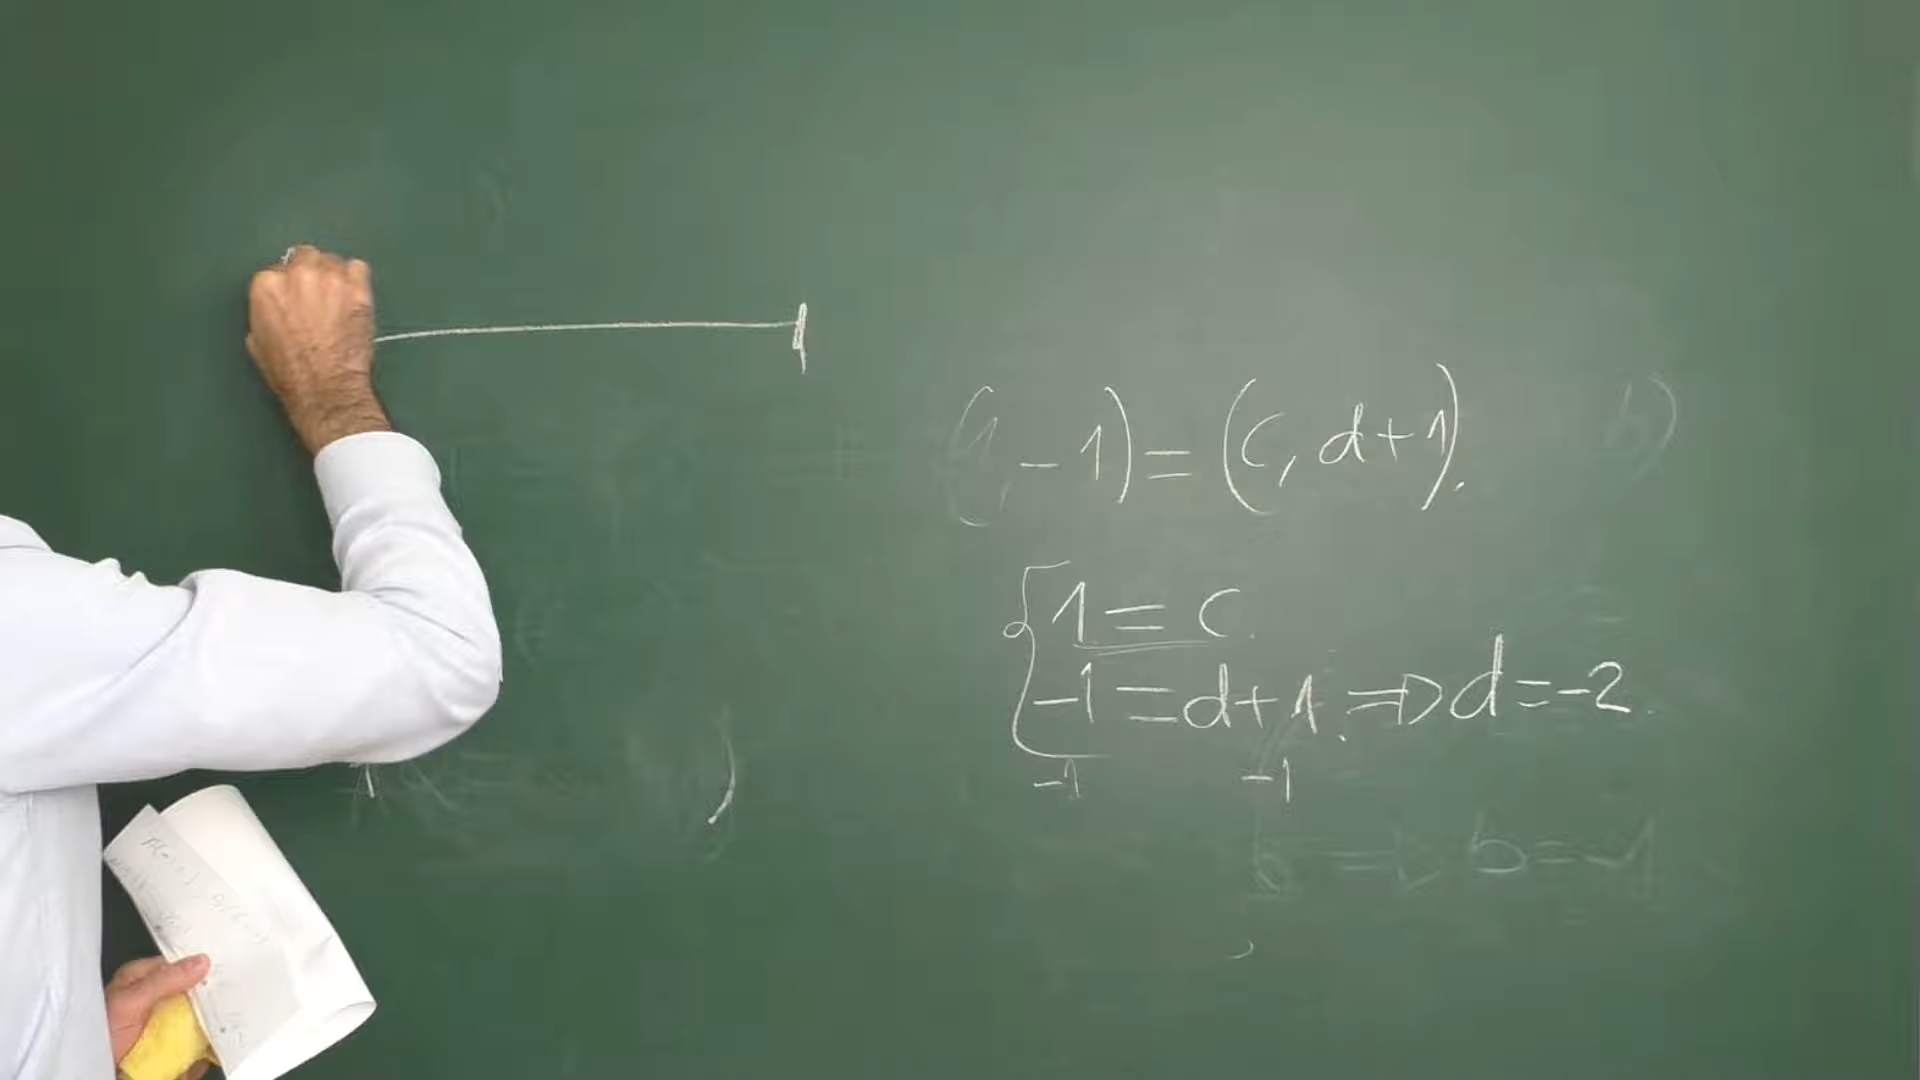 (1, -1) = (c, d+1).
1 = c.
-1 = d+1. ⇒ d = -2.
-1 -1
b ⇒ b = -1
b)